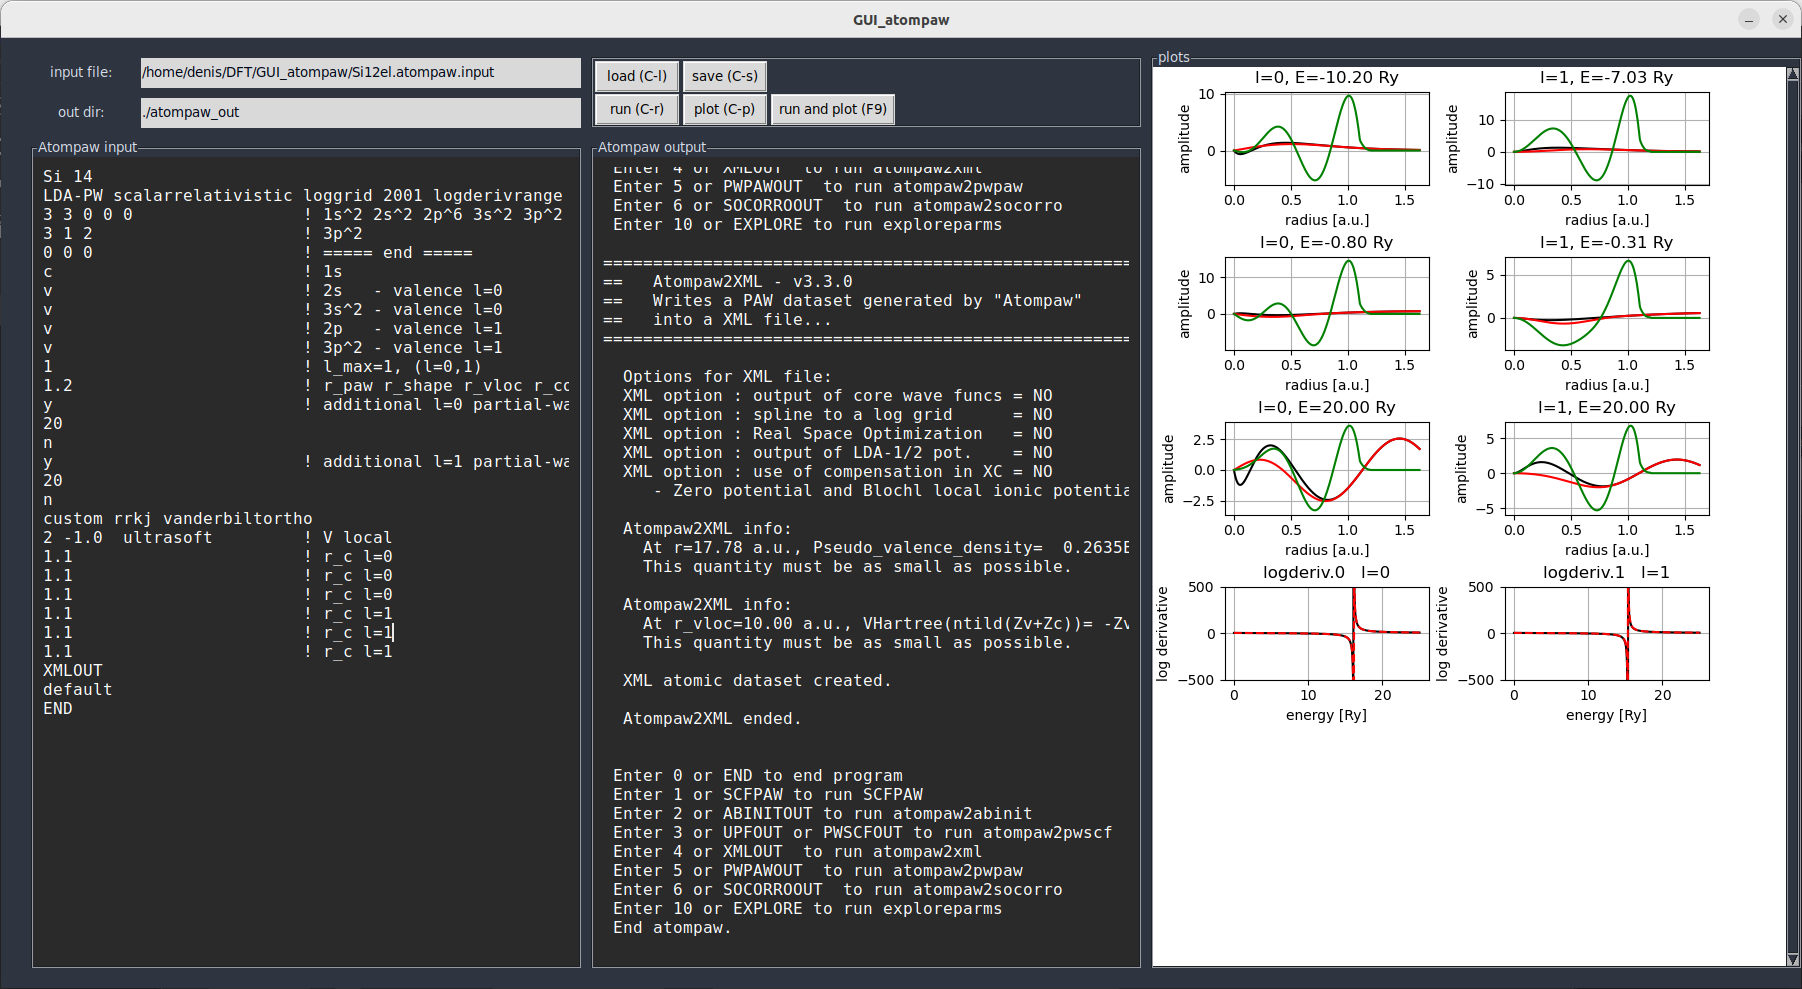 GUI_atompaw
input file:
/home/denis/DFT/GUI_atompaw/Si12el.atompaw.input
out dir:
./atompaw_out
load (C-l)
save (C-s)
run (C-r)
plot (C-p)
run and plot (F9)
Atompaw input
Si 14
LDA-PW scalarrelativistic loggrid 2001 logderivrange
3 3 0 0 0 ! 1s^2 2s^2 2p^6 3s^2 3p^2
3 1 2 ! 3p^2
0 0 0 ! ===== end =====
c ! 1s
v ! 2s - valence l=0
v ! 3s^2 - valence l=0
v ! 2p - valence l=1
v ! 3p^2 - valence l=1
1 ! l_max=1, (l=0,1)
1.2 ! r_paw r_shape r_vloc r_co
y ! additional l=0 partial-wa
20
n
y ! additional l=1 partial-wa
20
n
custom rrkj vanderbiltortho
2 -1.0 ultrasoft ! V local
1.1 ! r_c l=0
1.1 ! r_c l=0
1.1 ! r_c l=0
1.1 ! r_c l=1
1.1 ! r_c l=1
1.1 ! r_c l=1
XMLOUT
default
END
Atompaw output
Enter 4 or XMLOUT to run atompaw2xml
Enter 5 or PWPAWOUT to run atompaw2pwpaw
Enter 6 or SOCORROOUT to run atompaw2socorro
Enter 10 or EXPLORE to run exploreparms
=====================================================
== Atompaw2XML - v3.3.0
== Writes a PAW dataset generated by "Atompaw"
== into a XML file...
=====================================================
Options for XML file:
XML option : output of core wave funcs = NO
XML option : spline to a log grid = NO
XML option : Real Space Optimization = NO
XML option : output of LDA-1/2 pot. = NO
XML option : use of compensation in XC = NO
- Zero potential and Blochl local ionic potentia
Atompaw2XML info:
At r=17.78 a.u., Pseudo_valence_density= 0.2635E
This quantity must be as small as possible.
Atompaw2XML info:
At r_vloc=10.00 a.u., VHartree(ntild(Zv+Zc))= -Zv
This quantity must be as small as possible.
XML atomic dataset created.
Atompaw2XML ended.
Enter 0 or END to end program
Enter 1 or SCFPAW to run SCFPAW
Enter 2 or ABINITOUT to run atompaw2abinit
Enter 3 or UPFOUT or PWSCFOUT to run atompaw2pwscf
Enter 4 or XMLOUT to run atompaw2xml
Enter 5 or PWPAWOUT to run atompaw2pwpaw
Enter 6 or SOCORROOUT to run atompaw2socorro
Enter 10 or EXPLORE to run exploreparms
End atompaw.
plots
l=0, E=-10.20 Ry
amplitude
10
0
0.0 0.5 1.0 1.5
radius [a.u.]
l=1, E=-7.03 Ry
amplitude
10
0
−10
0.0 0.5 1.0 1.5
radius [a.u.]
l=0, E=-0.80 Ry
amplitude
10
0
0.0 0.5 1.0 1.5
radius [a.u.]
l=1, E=-0.31 Ry
amplitude
5
0
0.0 0.5 1.0 1.5
radius [a.u.]
l=0, E=20.00 Ry
amplitude
2.5
0.0
−2.5
0.0 0.5 1.0 1.5
radius [a.u.]
l=1, E=20.00 Ry
amplitude
5
0
−5
0.0 0.5 1.0 1.5
radius [a.u.]
logderiv.0 l=0
log derivative
500
0
−500
0 10 20
energy [Ry]
logderiv.1 l=1
log derivative
500
0
−500
0 10 20
energy [Ry]